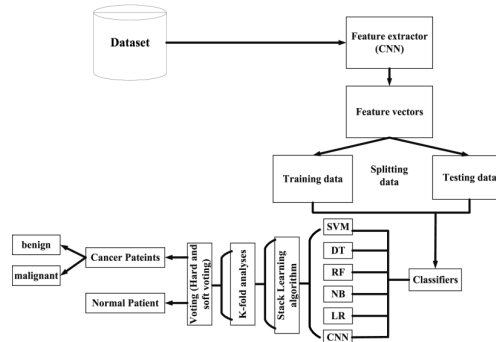 Dataset
Feature extractor
(CNN)
Feature vectors
Training data
Splitting
data
Testing data
SVM
DT
RF
NB
LR
CNN
Classifiers
Stack Learning
algorithm
K-fold analyses
Voting (Hard and
soft voting)
Cancer Pateints
Normal Patient
benign
malignant